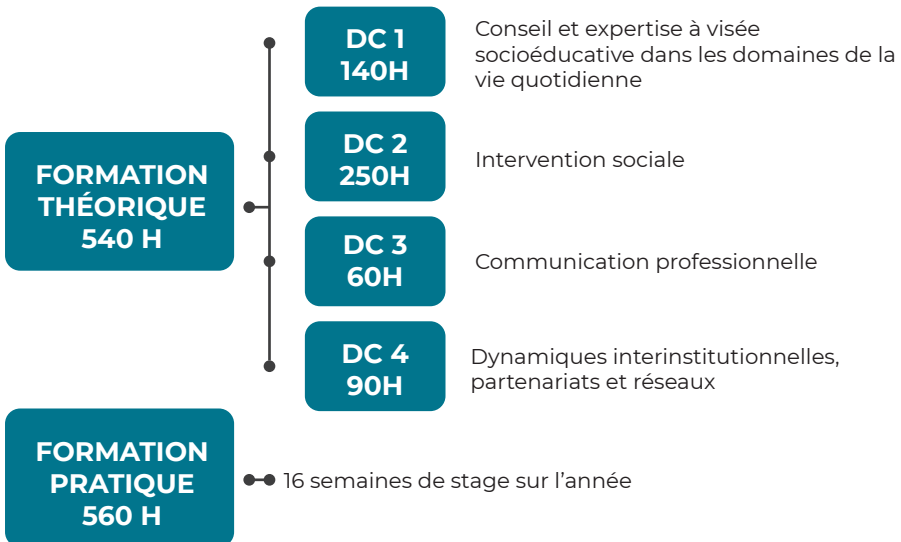 FORMATION
THÉORIQUE
540 H
DC 1
140H
Conseil et expertise à visée
socioéducative dans les domaines de la
vie quotidienne
DC 2
250H
Intervention sociale
DC 3
60H
Communication professionnelle
DC 4
90H
Dynamiques interinstitutionnelles,
partenariats et réseaux
FORMATION
PRATIQUE
560 H
16 semaines de stage sur l’année